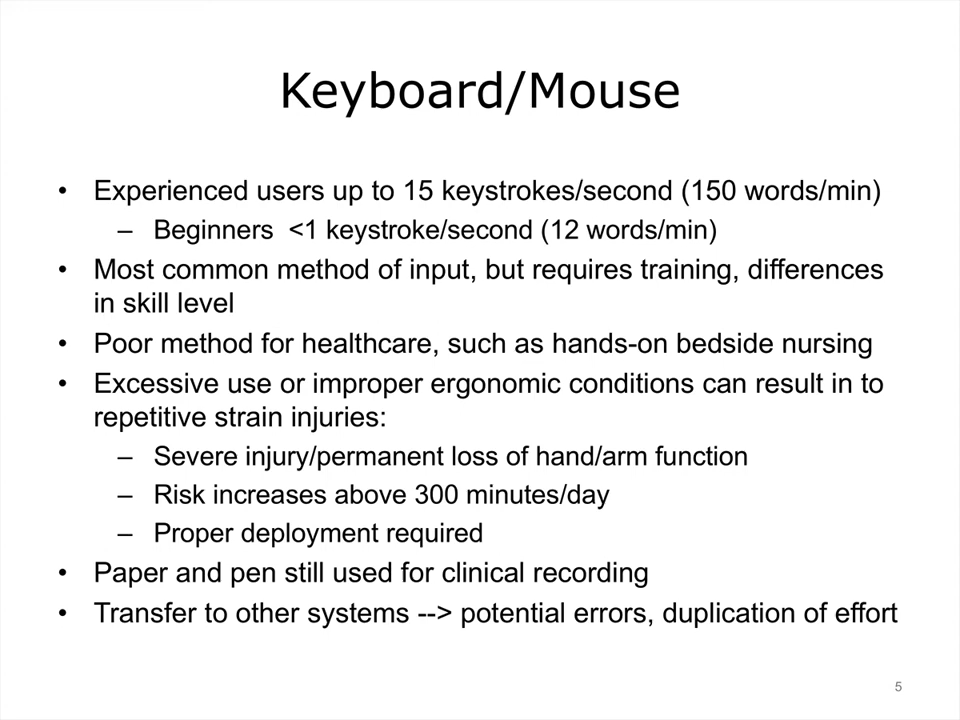 Keyboard/Mouse
• Experienced users up to 15 keystrokes/second (150 words/min)
– Beginners <1 keystroke/second (12 words/min)
• Most common method of input, but requires training, differences
in skill level
• Poor method for healthcare, such as hands-on bedside nursing
• Excessive use or improper ergonomic conditions can result in to
repetitive strain injuries:
– Severe injury/permanent loss of hand/arm function
– Risk increases above 300 minutes/day
– Proper deployment required
• Paper and pen still used for clinical recording
• Transfer to other systems --> potential errors, duplication of effort
5